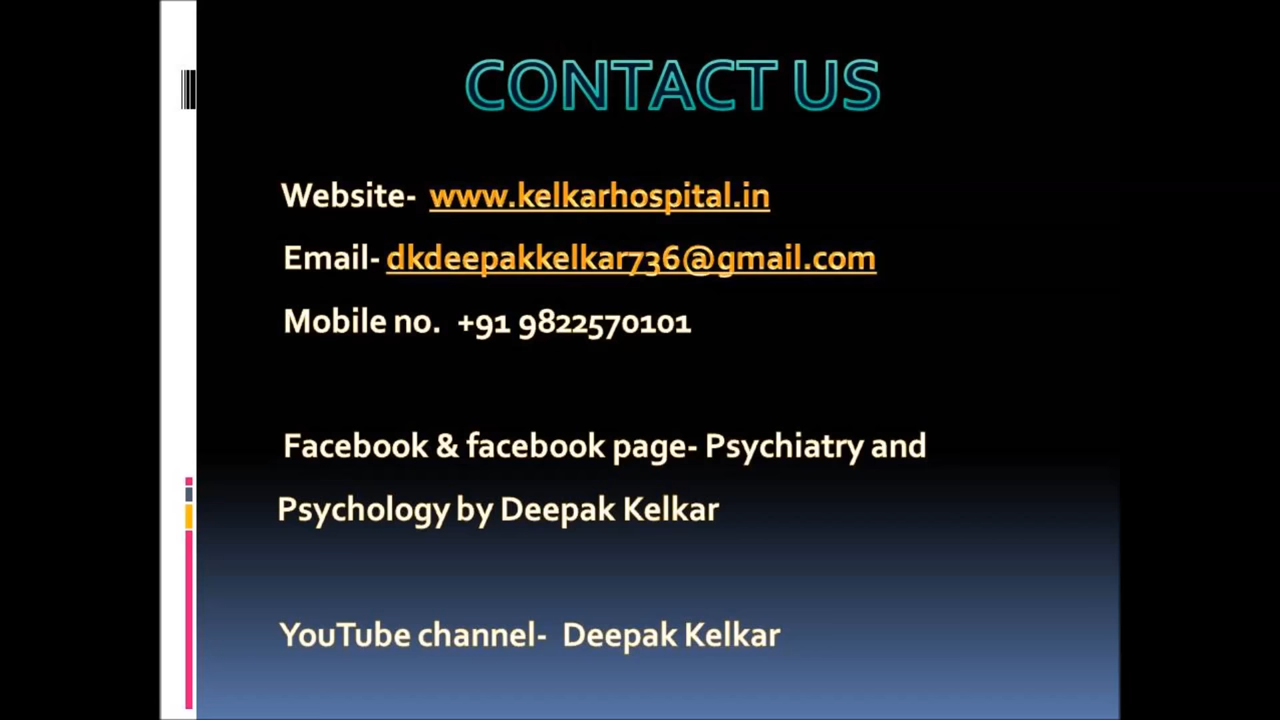 CONTACT US
Website- www.kelkarhospital.in
Email- dkdeepakkelkar736@gmail.com
Mobile no. +91 9822570101
Facebook & facebook page- Psychiatry and
Psychology by Deepak Kelkar
YouTube channel- Deepak Kelkar